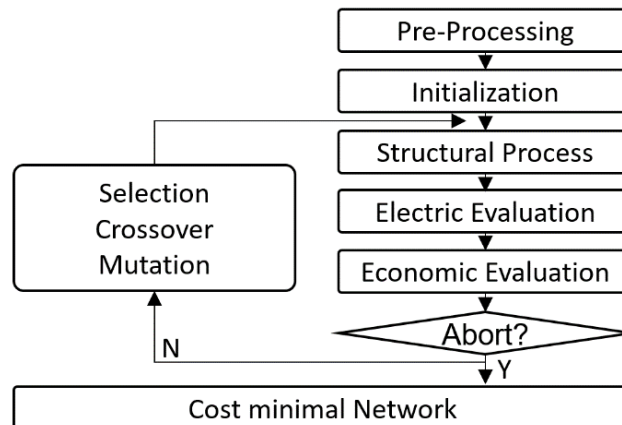 Pre-Processing
Initialization
Structural Process
Selection
Crossover
Mutation
Electric Evaluation
Economic Evaluation
Abort?
N
Y
Cost minimal Network